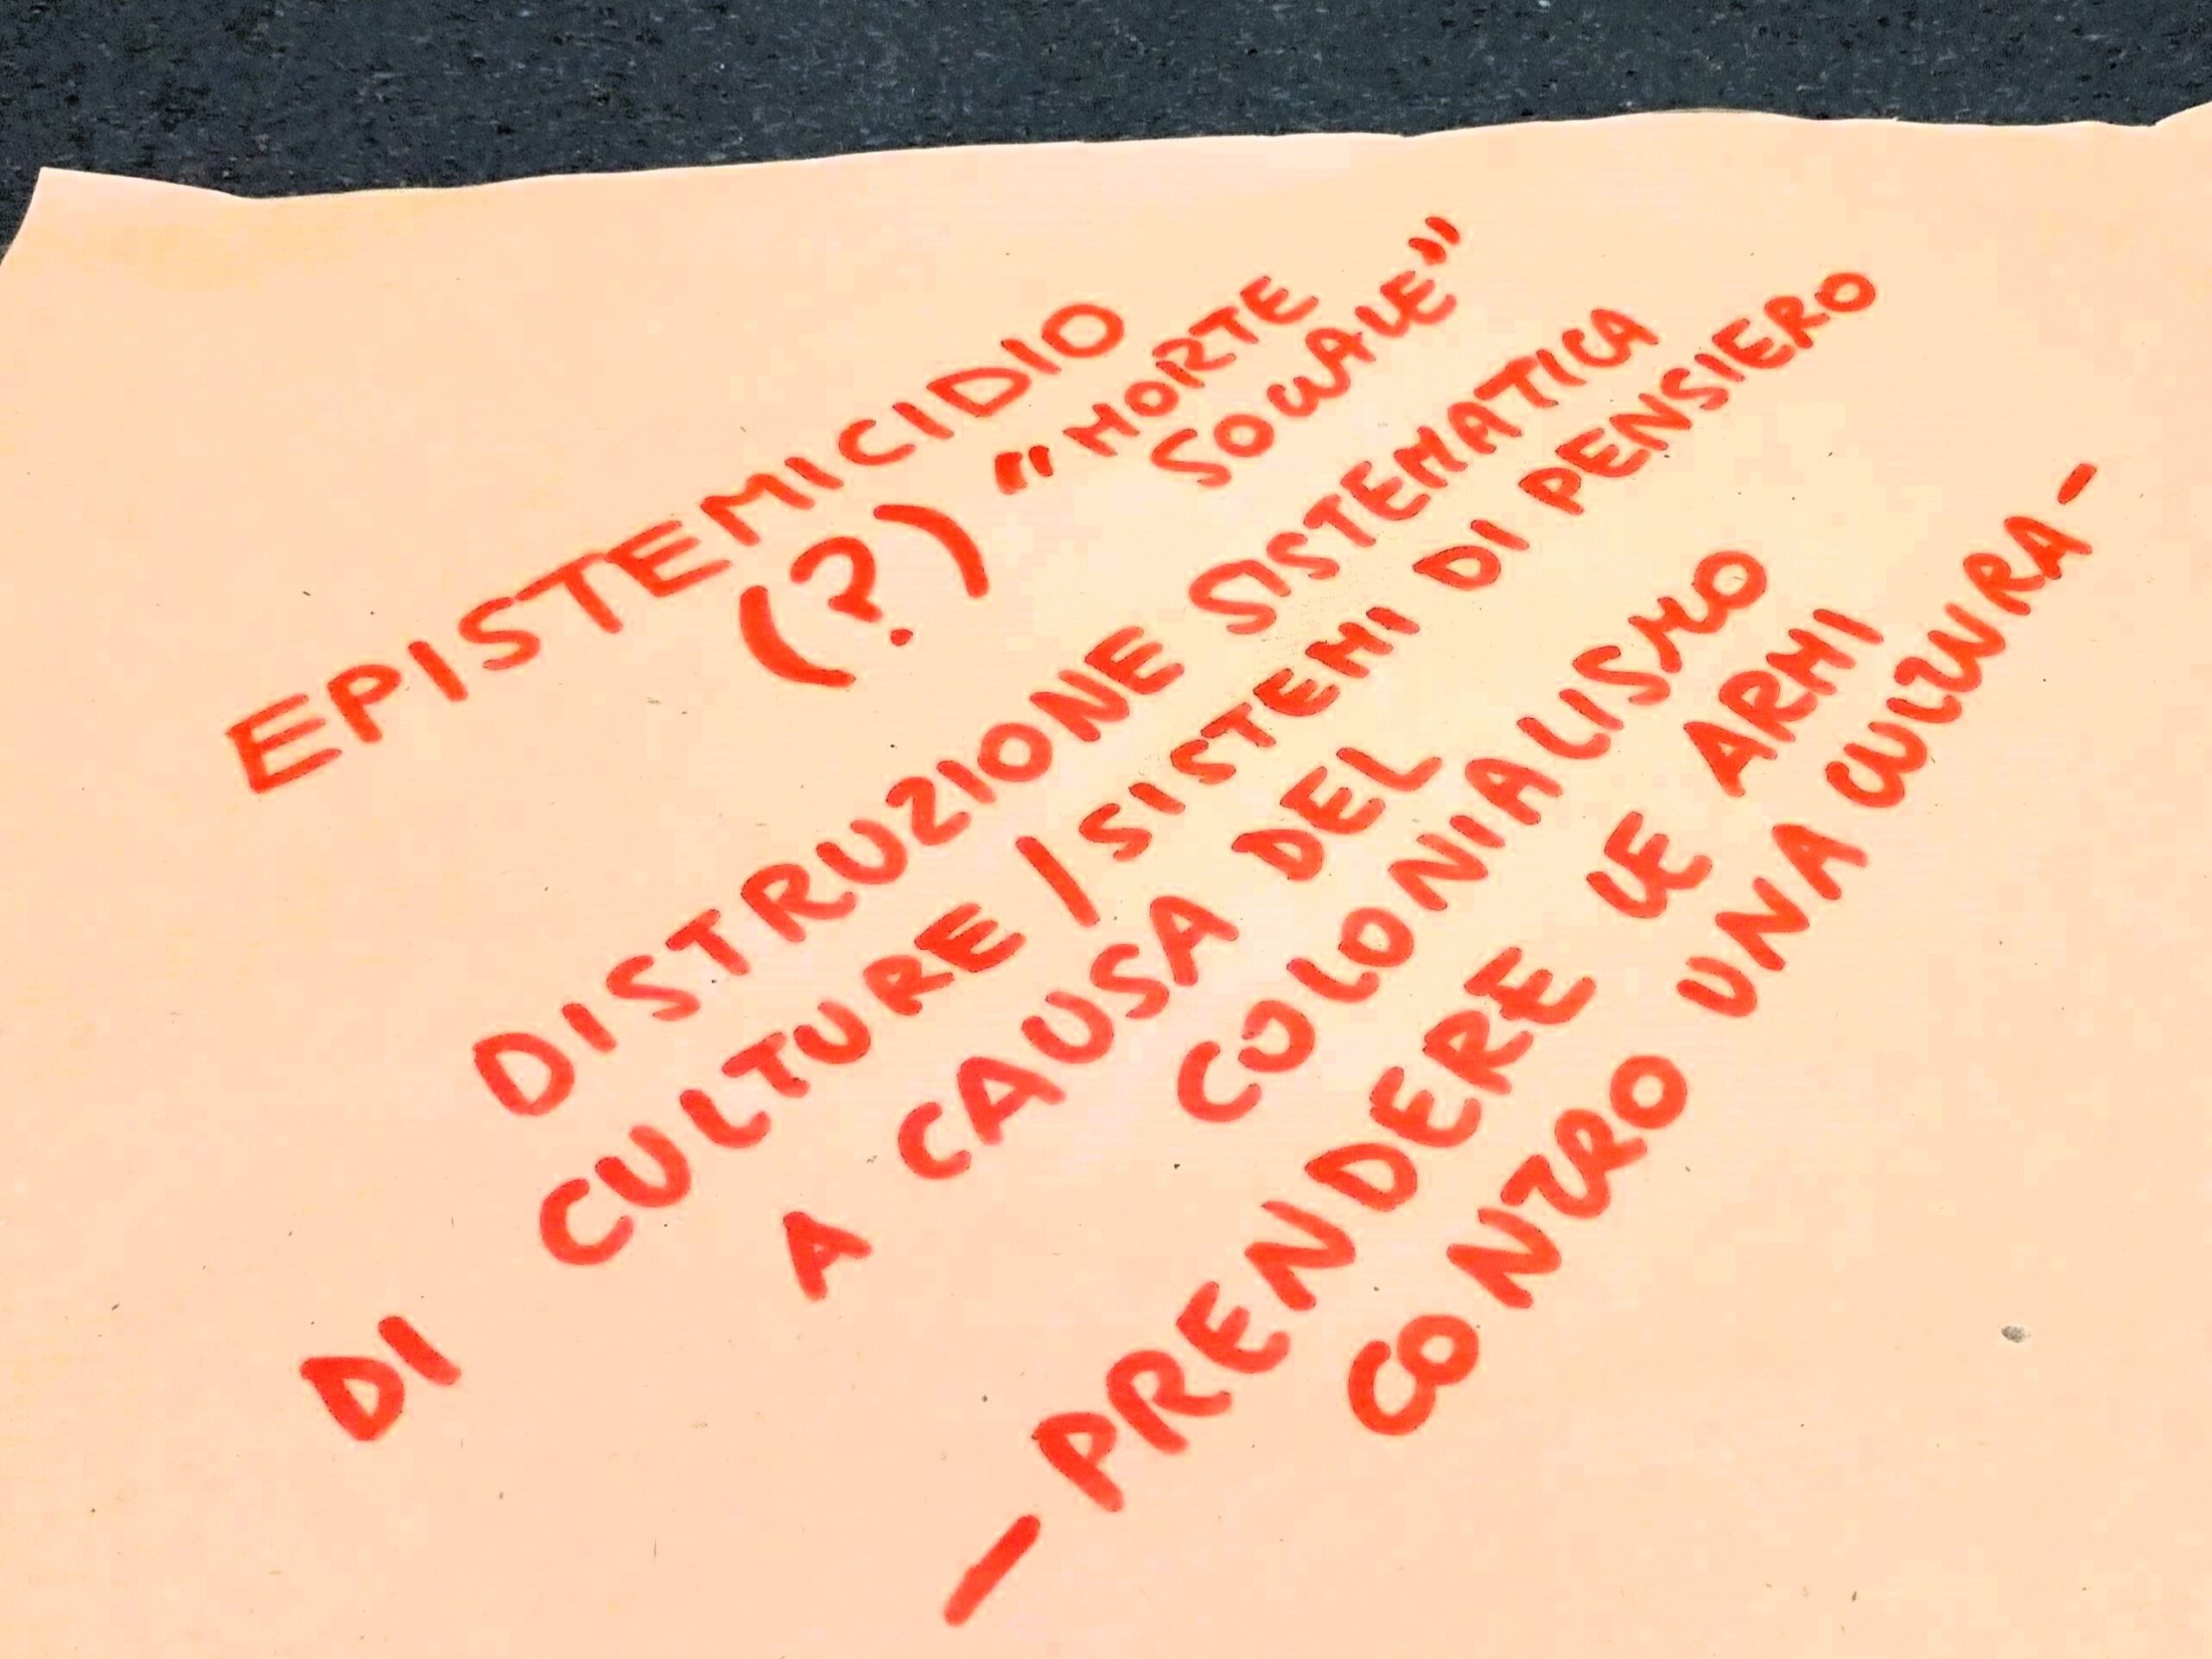 EPISTEMICIDIO
(?) "MORTE
SOCIALE"
DISTRUZIONE SISTEMATICA
DI CULTURE / SISTEMI DI PENSIERO
A CAUSA DEL
COLONIALISMO
- PRENDERE LE ARMI
CONTRO UNA CULTURA -